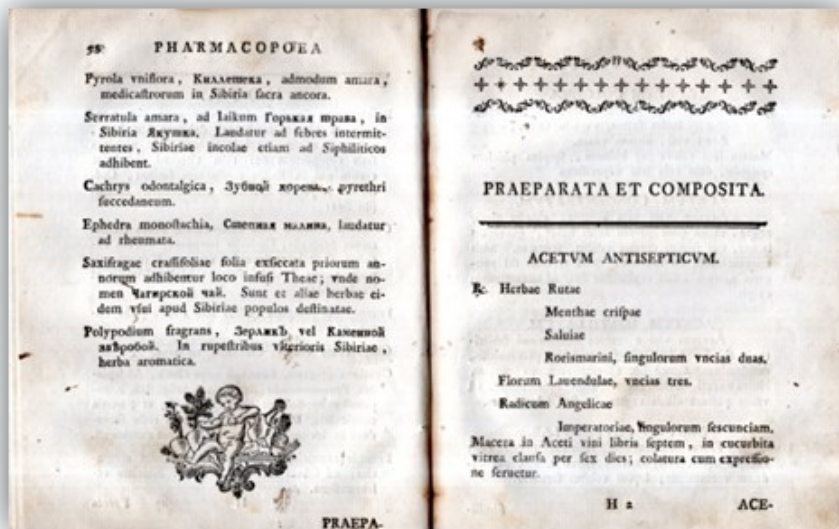 58 PHARMACOPOEA
Pyrola vniflora, Киллетека, admodum amara,
medicaſtrorum in Sibiria ſacra ancora.
Serratula amara, ad laikum Горькая трава, in
Sibiria Якушка. Laudatur ad febres intermit-
tentes, Sibiriae incolae etiam ad Siphiliticos
adhibent.
Cachrys odontalgica, Зубной корень. pyrethri
ſuccedaneum.
Ephedra monoſtachia, Степная малина, laudatur
ad rheumata.
Saxifragae craſſifoliae folia exſiccata priorum an-
norum adhibentur loco infuſi Theae; vnde no-
men Чагирской чай. Sunt et aliae herbae ei-
dem vſui apud Sibiriae populos deſtinatae.
Polypodium fragrans, ЗерликЪ vel Каменной
звѣробой. In rupeſtribus vlterioris Sibiriae,
herba aromatica.
PRAEPA-
PRAEPARATA ET COMPOSITA.
ACETVM ANTISEPTICVM.
℞. Herbae Rutae
Menthae criſpae
Saluiae
Rorismarini, ſingulorum vncias duas.
Florum Lauendulae, vncias tres.
Radicum Angelicae
Imperatoriae, ſingulorum ſeſcunciam.
Macera in Aceti vini libris ſeptem, in cucurbita
vitrea clauſa per ſex dies; colatura cum expreſſio-
ne ſeruetur.
H 2 ACE-